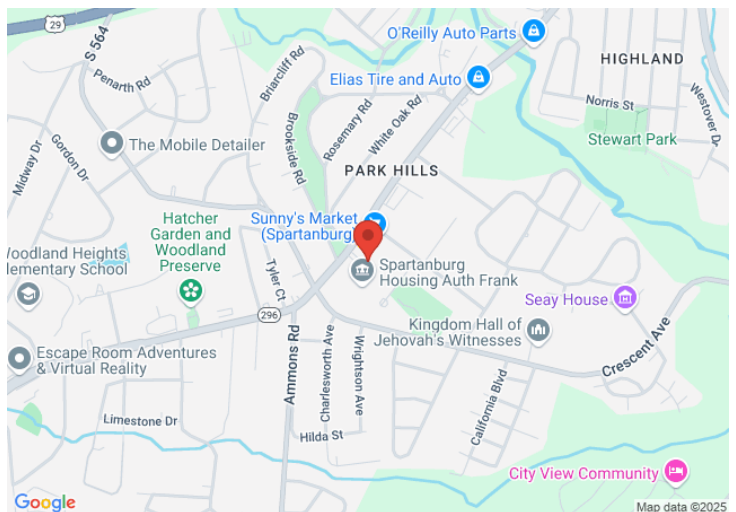 29
S 564
O'Reilly Auto Parts
HIGHLAND
Penarth Rd
Briarcliff Rd
Elias Tire and Auto
Westover Dr
Norris St
Rosemary Rd
White Oak Rd
Brookside Rd
Stewart Park
Midway Dr
Gordon Dr
The Mobile Detailer
PARK HILLS
Hatcher
Garden and
Woodland
Preserve
Sunny's Market
(Spartanburg)
Woodland Heights
Elementary School
Tyler Ct
Spartanburg
Housing Auth Frank
Seay House
296
Kingdom Hall of
Jehovah's Witnesses
Crescent Ave
Escape Room Adventures
& Virtual Reality
Ammons Rd
Charlesworth Ave
Wrightson Ave
California Blvd
Limestone Dr
Hilda St
City View Community
Google
Map data ©2025